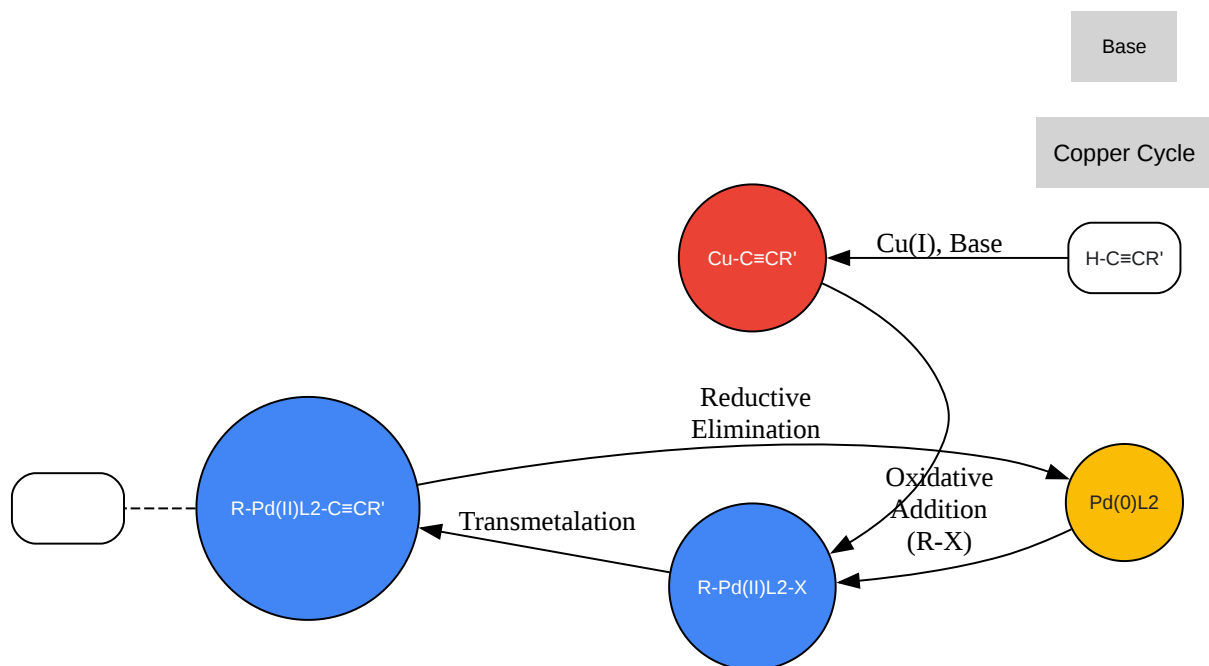 Base
Copper Cycle
Cu(I), Base
Cu-C≡CR'
H-C≡CR'
Reductive
Elimination
Oxidative
Addition
(R-X)
Pd(0)L2
R-Pd(II)L2-C≡CR'
Transmetalation
R-Pd(II)L2-X